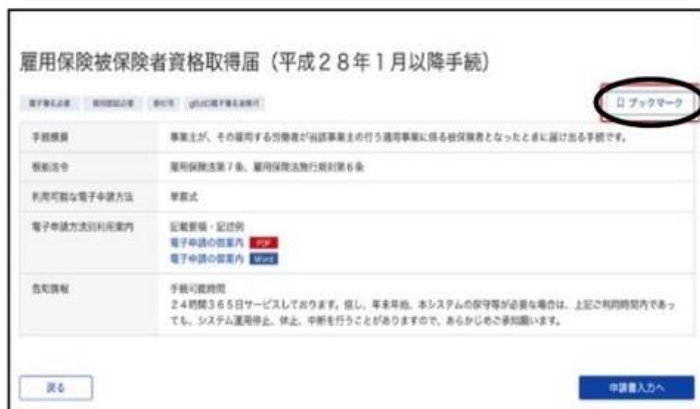 雇用保険被保険者資格取得届（平成２８年１月以降手続）
ブックマーク
手続概要
事業主が、その雇用する労働者が当該事業主の行う適用事業に係る被保険者となったときに届け出る手続です。
根拠法令
雇用保険法第７条、雇用保険法施行規則第６条
利用可能な電子申請方法
単票式
電子申請方法別利用案内
記載要領・記述例
電子申請の御案内 PDF
電子申請の御案内 Word
告知情報
手続可能時間
２４時間３６５日サービスしております。但し、年末年始、本システムの保守等が必要な場合は、上記ご利用時間内であっ
ても、システム運用停止、休止、中断を行うことがありますので、あらかじめご承知願います。
戻る
申請書入力へ